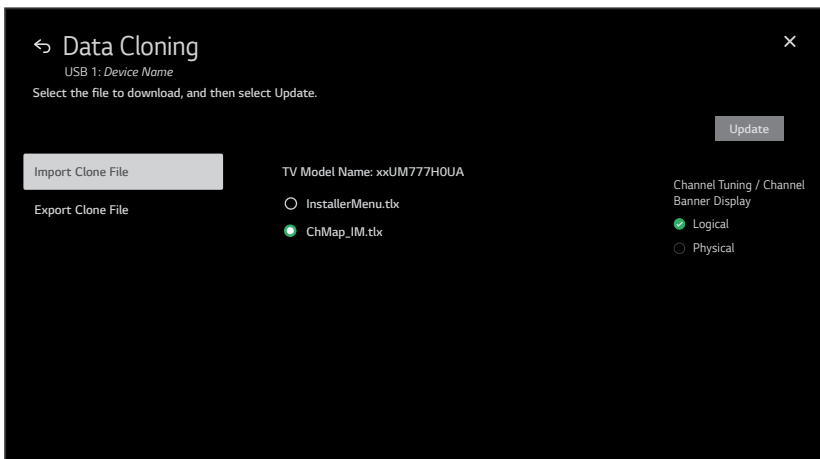 Data Cloning
USB 1: Device Name
Select the file to download, and then select Update.
Update
Import Clone File
Export Clone File
TV Model Name: xxUM777H0UA
InstallerMenu.tlx
ChMap_IM.tlx
Channel Tuning / Channel
Banner Display
Logical
Physical